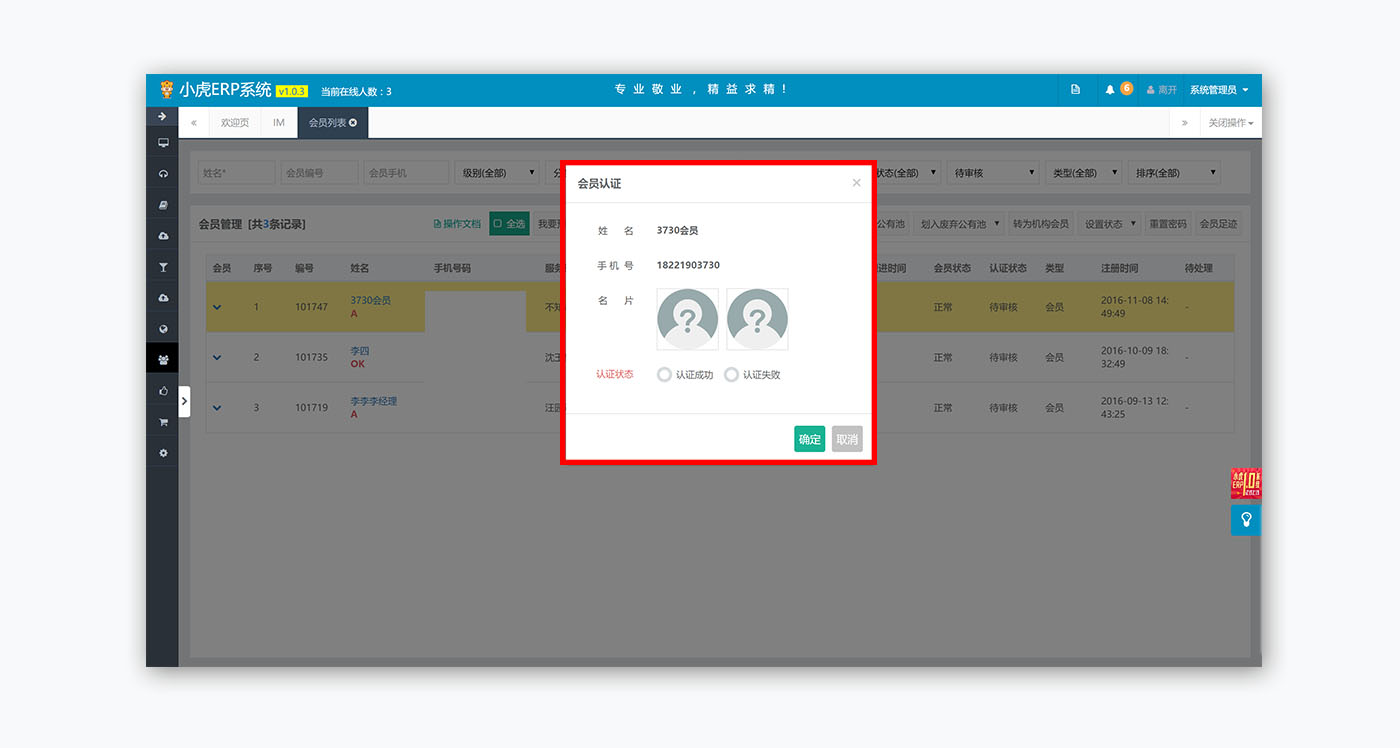 小虎ERP系统 v1.0.3 当前在线人数：3 专业敬业，精益求精！ 6 离开 系统管理员
« 欢迎页 IM 会员列表 » 关闭操作
姓名* 会员编号 会员手机 级别(全部) 状态(全部) 待审核 类型(全部) 排序(全部)
会员管理 [共3条记录] 操作文档 全选 公有池 划入废弃公有池 转为机构会员 设置状态 重置密码 会员足迹
会员 序号 编号 姓名 手机号码 服务 进时间 会员状态 认证状态 类型 注册时间 待处理
1 101747 3730会员 A 正常 待审核 会员 2016-11-08 14:49:49 -
2 101735 李四 OK 正常 待审核 会员 2016-10-09 18:32:49 -
3 101719 李李李经理 A 正常 待审核 会员 2016-09-13 12:43:25 -
会员认证 ×
姓 名 3730会员
手机号 18221903730
名 片
认证状态 认证成功 认证失败
确定 取消
小虎
ERP 1.0